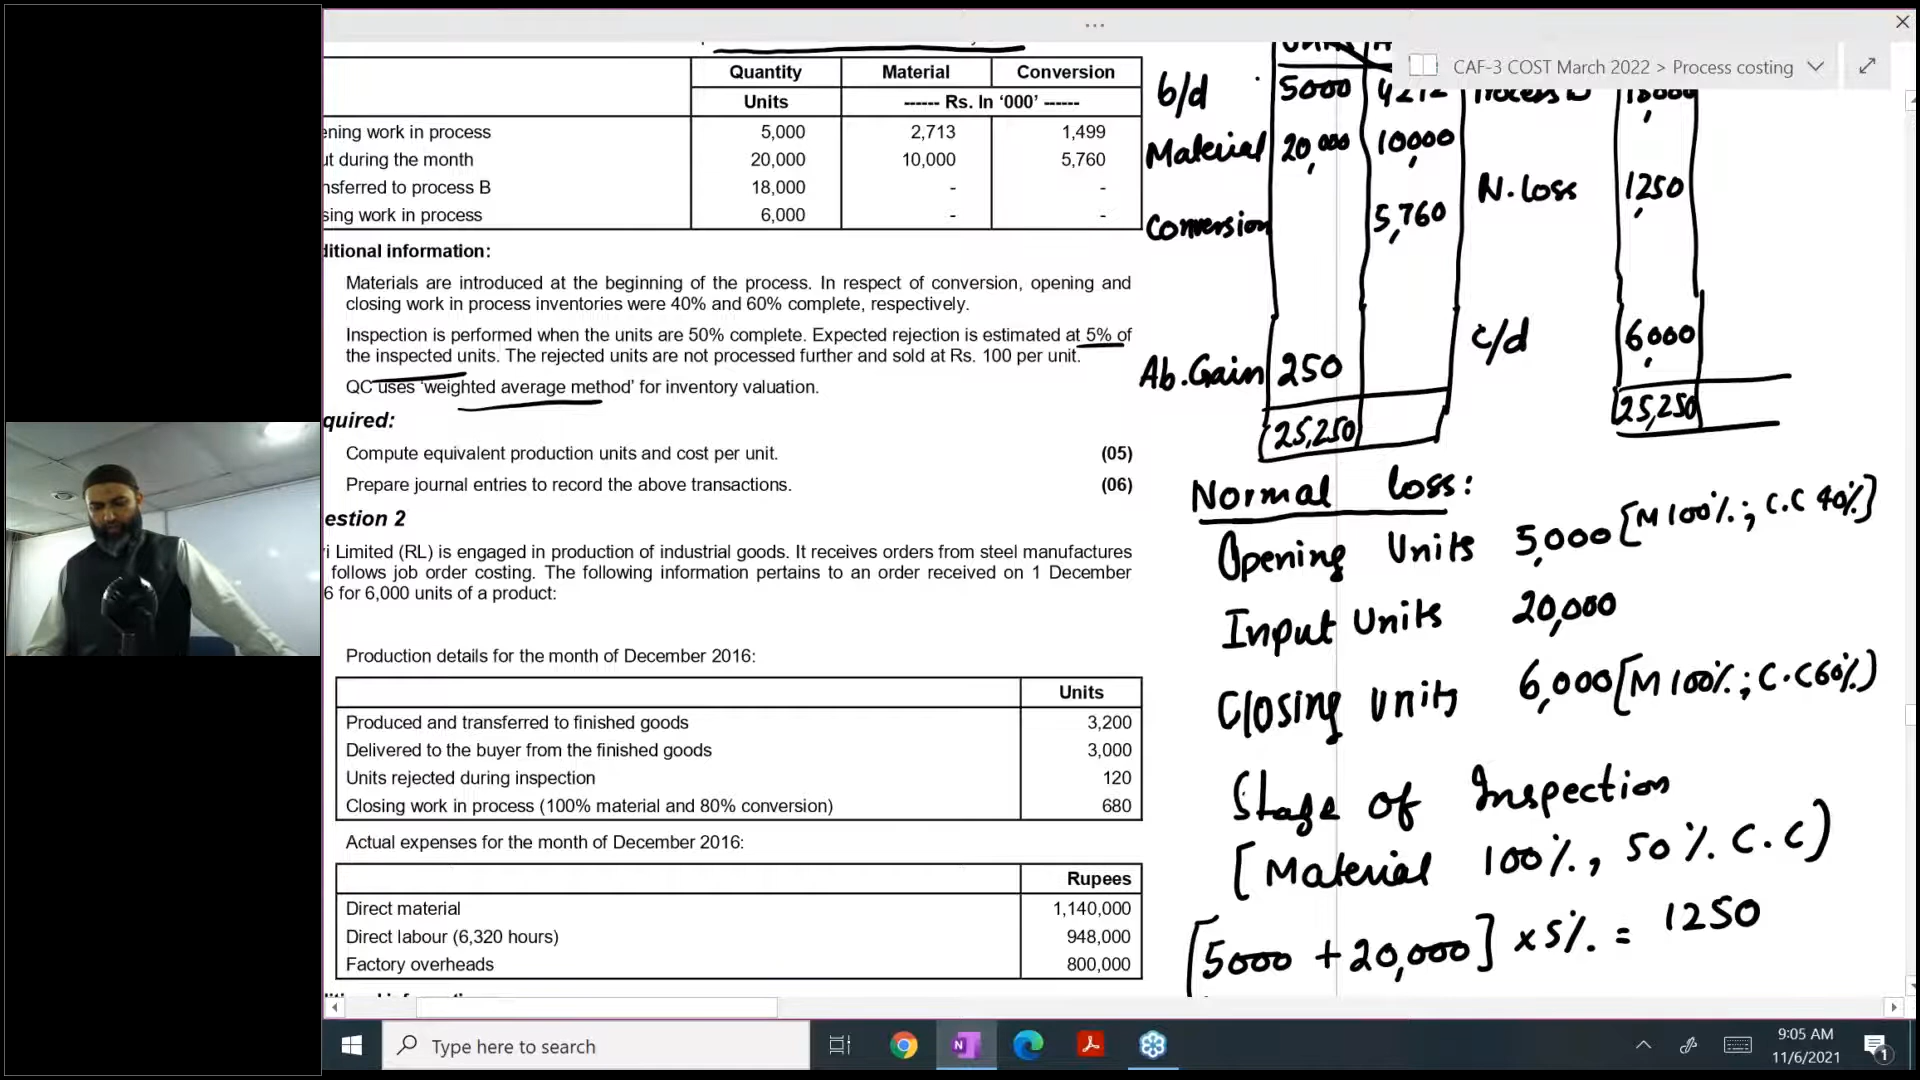 CAF-3 COST March 2022 > Process costing
Quantity Material Conversion
Units ------ Rs. In '000' ------
ening work in process 5,000 2,713 1,499
ut during the month 20,000 10,000 5,760
nsferred to process B 18,000 - -
sing work in process 6,000 - -
ditional information:
Materials are introduced at the beginning of the process. In respect of conversion, opening and
closing work in process inventories were 40% and 60% complete, respectively.
Inspection is performed when the units are 50% complete. Expected rejection is estimated at 5% of
the inspected units. The rejected units are not processed further and sold at Rs. 100 per unit.
QC uses 'weighted average method' for inventory valuation.
quired:
Compute equivalent production units and cost per unit. (05)
Prepare journal entries to record the above transactions. (06)
estion 2
i Limited (RL) is engaged in production of industrial goods. It receives orders from steel manufactures
follows job order costing. The following information pertains to an order received on 1 December
6 for 6,000 units of a product:
Production details for the month of December 2016:
Units
Produced and transferred to finished goods 3,200
Delivered to the buyer from the finished goods 3,000
Units rejected during inspection 120
Closing work in process (100% material and 80% conversion) 680
Actual expenses for the month of December 2016:
Rupees
Direct material 1,140,000
Direct labour (6,320 hours) 948,000
Factory overheads 800,000
b/d 5000 4212 Process B 18,000
Material 20,000 10,000
N.loss 1250
Conversion 5,760
c/d 6,000
Ab.Gain 250
25,250 25,250
Normal loss:
Opening Units 5,000 [M 100%; C.C 40%]
Input Units 20,000
Closing units 6,000 [M 100%; C.C 60%)
Stage of Inspection
[Material 100%, 50%. C.C)
[5000 + 20,000] x 5% = 1250
Type here to search
9:05 AM
11/6/2021
1